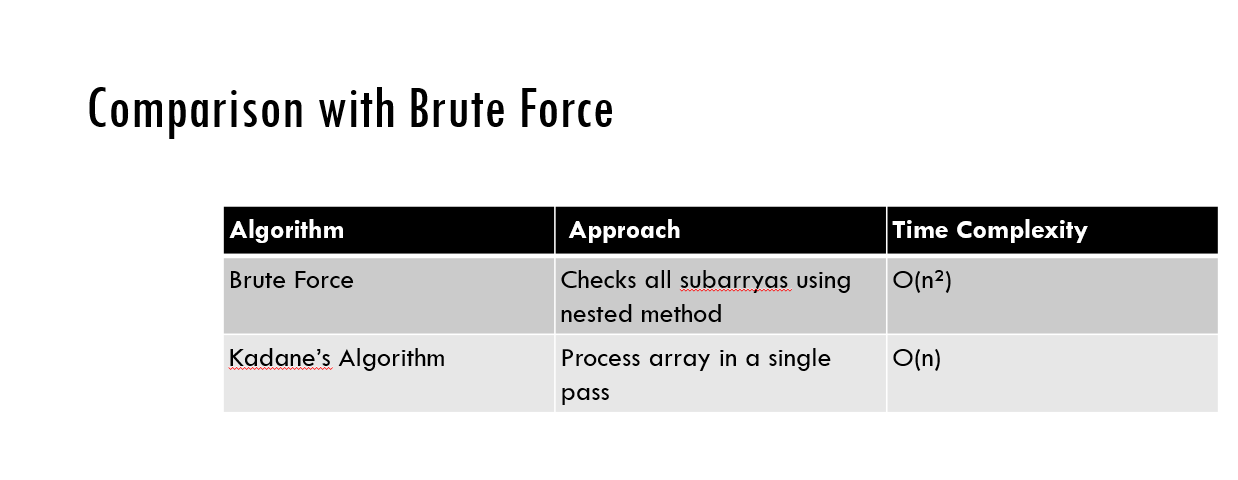 Comparison with Brute Force
Algorithm Approach Time Complexity
Brute Force Checks all subarryas using O(n²)
nested method
Kadane’s Algorithm Process array in a single O(n)
pass